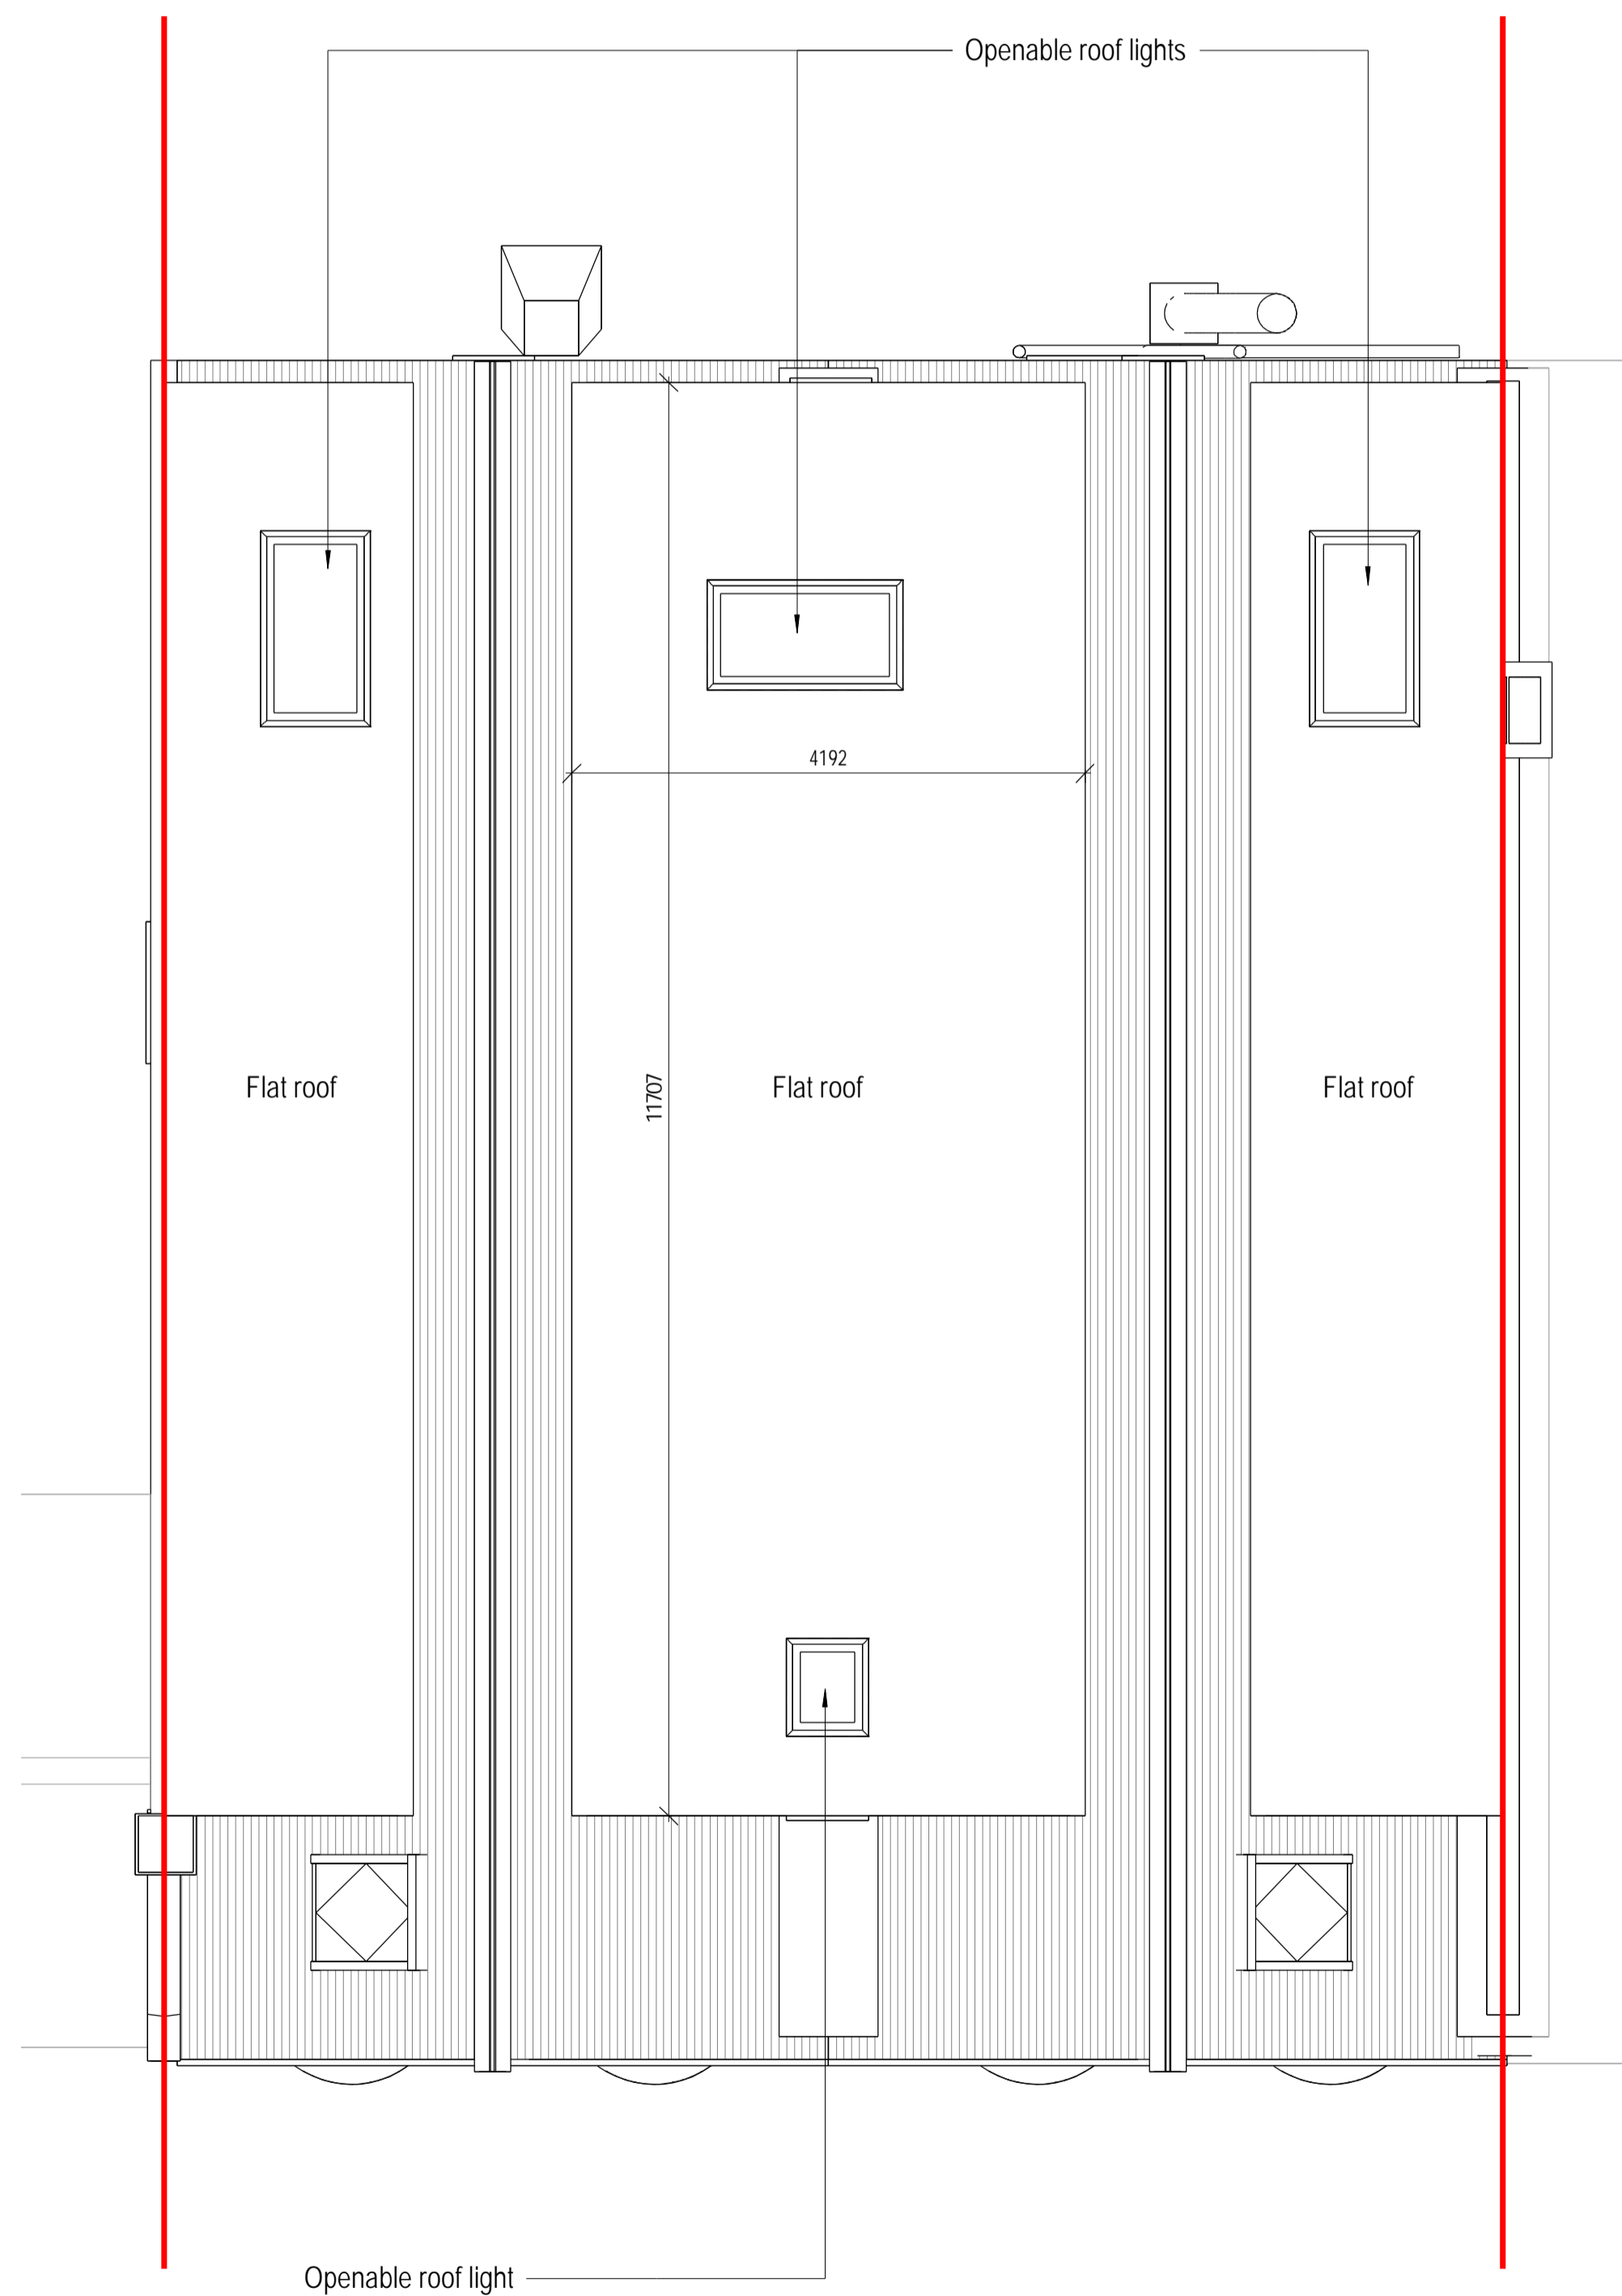 Openable roof lights
4192
11707
Flat roof
Flat roof
Flat roof
Openable roof light